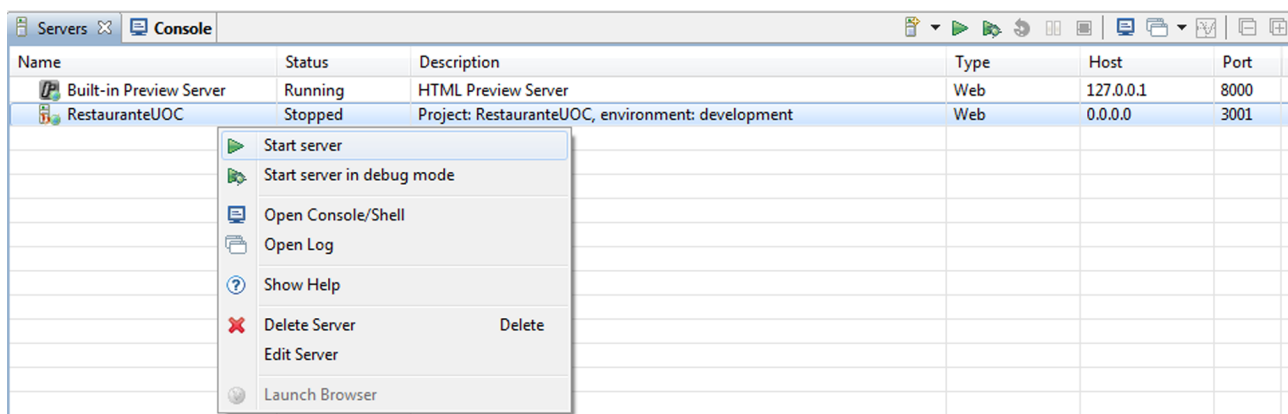 Servers Console
Name Status Description Type Host Port
Built-in Preview Server Running HTML Preview Server Web 127.0.0.1 8000
RestauranteUOC Stopped Project: RestauranteUOC, environment: development Web 0.0.0.0 3001
Start server
Start server in debug mode
Open Console/Shell
Open Log
Show Help
Delete Server Delete
Edit Server
Launch Browser